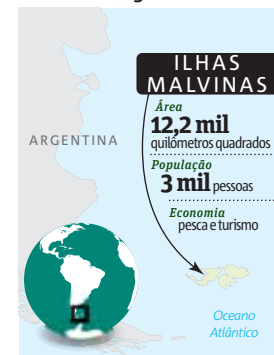 ILHAS
MALVINAS
Área
12,2 mil
quilômetros quadrados
ARGENTINA
População
3 mil pessoas
Economia
pesca e turismo
Oceano
Atlântico